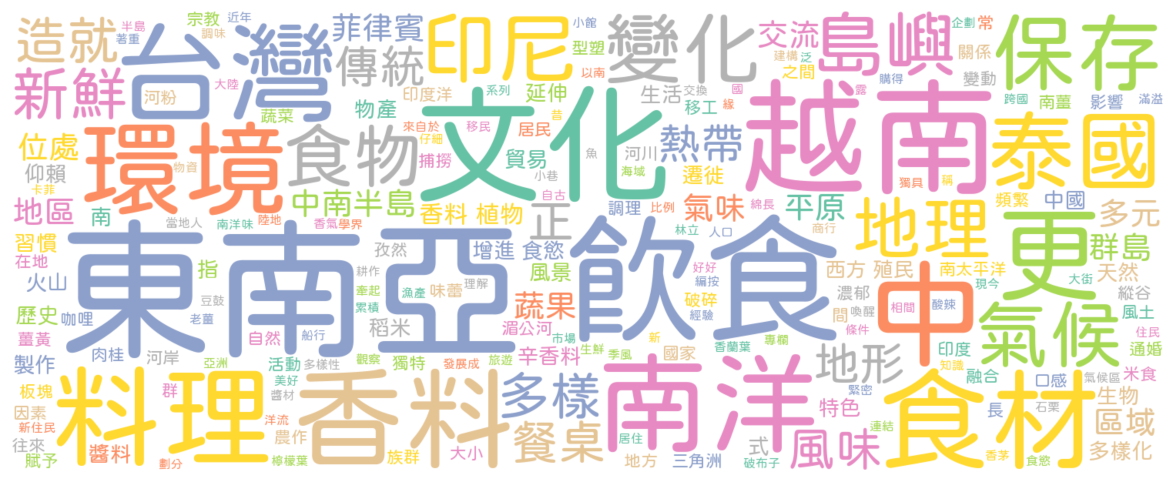 造就
台灣
菲律賓
印尼
變化
交流
島嶼
保存
半島
著重
宗教
近年
調味
小館
型塑
以南
系列
建構
泛
之間
企劃
常
關係
變動
購得
新鮮
大陸
河粉
蔬菜
傳統
印度洋
延伸
生活
交換
國
移工
緣
露
跨國
南薑
影響
滿溢
物產
來自於
移民
居民
昔
越南
泰國
位處
環境
食物
仔細
文化
捕撈
貿易
河川
熱帶
仰賴
物資
小巷
魚
海域
遷徙
獨具
稱
卡菲
地區
南
中南半島
自古
香料
植物
正
調理
比例
氣味
綿長
平原
頻繁
中國
多元
當地人
南洋味
陸地
香氣
學界
林立
人口
商行
地理
更
群島
習慣
在地
指
東南亞
飲食
孜然
耕作
增進
食慾
理解
風景
好好
編按
西方
殖民
南太平洋
現今
大街
天然
縱谷
火山
豆鼓
牽起
累積
漁產
味蕾
濃郁
破碎
經驗
間
喚醒
中
相間
酸辣
風土
歷史
咖哩
老薑
稻米
湄公河
蔬果
條件
氣候
住民
通婚
薑黃
自然
船行
市場
新
專欄
香蘭葉
印度
製作
肉桂
河岸
亞洲
活動
多樣性
觀察
獨特
發展成
旅遊
辛香料
生鮮
季風
國家
地形
知識
融合
口感
氣候區
米食
板塊
群
料理
美好
醬材
香料
多樣
南洋
緊密
特色
食材
長
石栗
生物
因素
新住民
洋流
農作
餐桌
連結
區域
往來
賦予
醬料
劃分
檸檬葉
族群
大小
居住
地方
三角洲
破布子
式
風味
香茅
食慾
多樣化